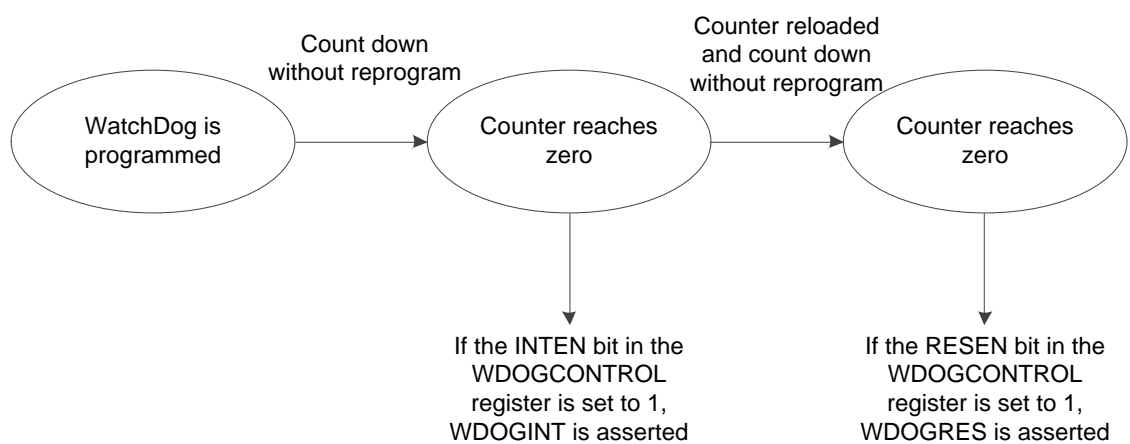 Count down
without reprogram
Counter reloaded
and count down
without reprogram
WatchDog is
programmed
Counter reaches
zero
Counter reaches
zero
If the INTEN bit in the
WDOGCONTROL
register is set to 1,
WDOGINT is asserted
If the RESEN bit in the
WDOGCONTROL
register is set to 1,
WDOGRES is asserted